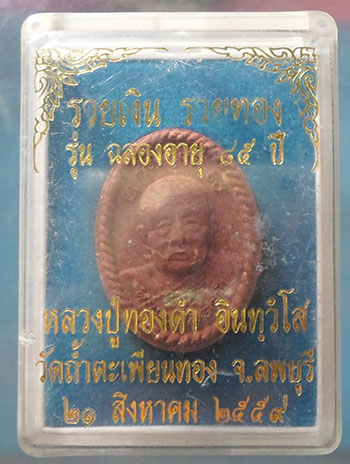 รวยเงิน รวยทอง
รุ่น ฉลองอายุ ๘๕ ปี
หลวงปู่ทองดำ อินฺทวํโส
วัดถ้ำตะเพียนทอง จ.ลพบุรี
๒๑ สิงหาคม ๒๕๕๙